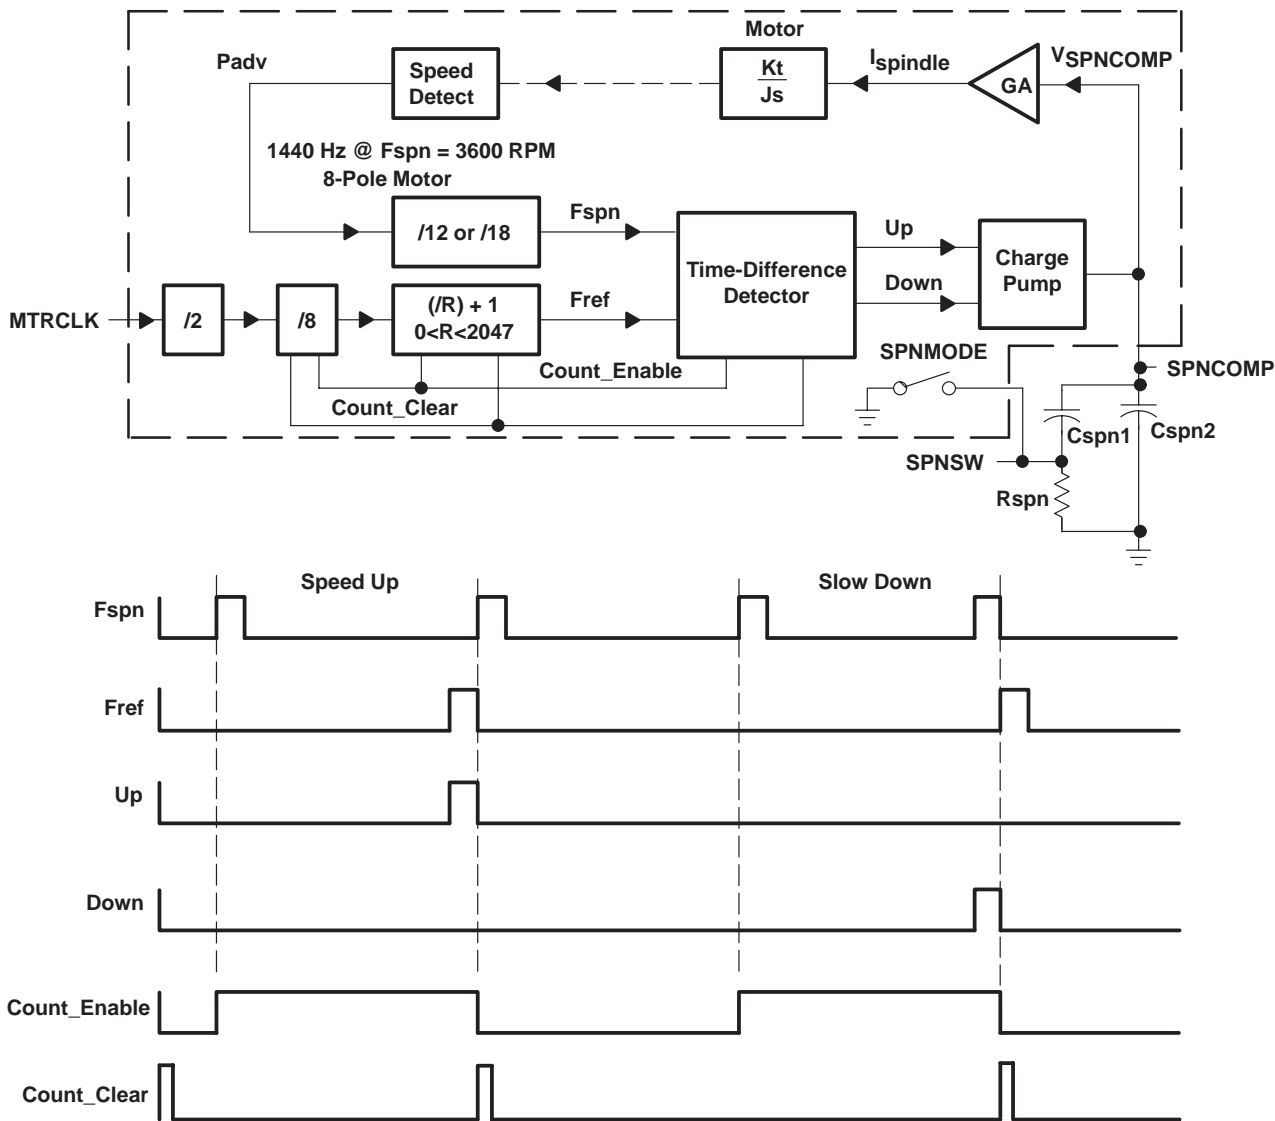 Motor
Padv
Speed
Detect
Kt
Js
Ispindle
GA
VSPNCOMP
1440 Hz @ Fspn = 3600 RPM
8-Pole Motor
/12 or /18
Fspn
Time-Difference
Detector
Up
Down
Charge
Pump
MTRCLK
/2
/8
(/R) + 1
0<R<2047
Fref
Count_Enable
Count_Clear
SPNMODE
SPNCOMP
Cspn1
Cspn2
SPNSW
Rspn
Speed Up
Slow Down
Fspn
Fref
Up
Down
Count_Enable
Count_Clear